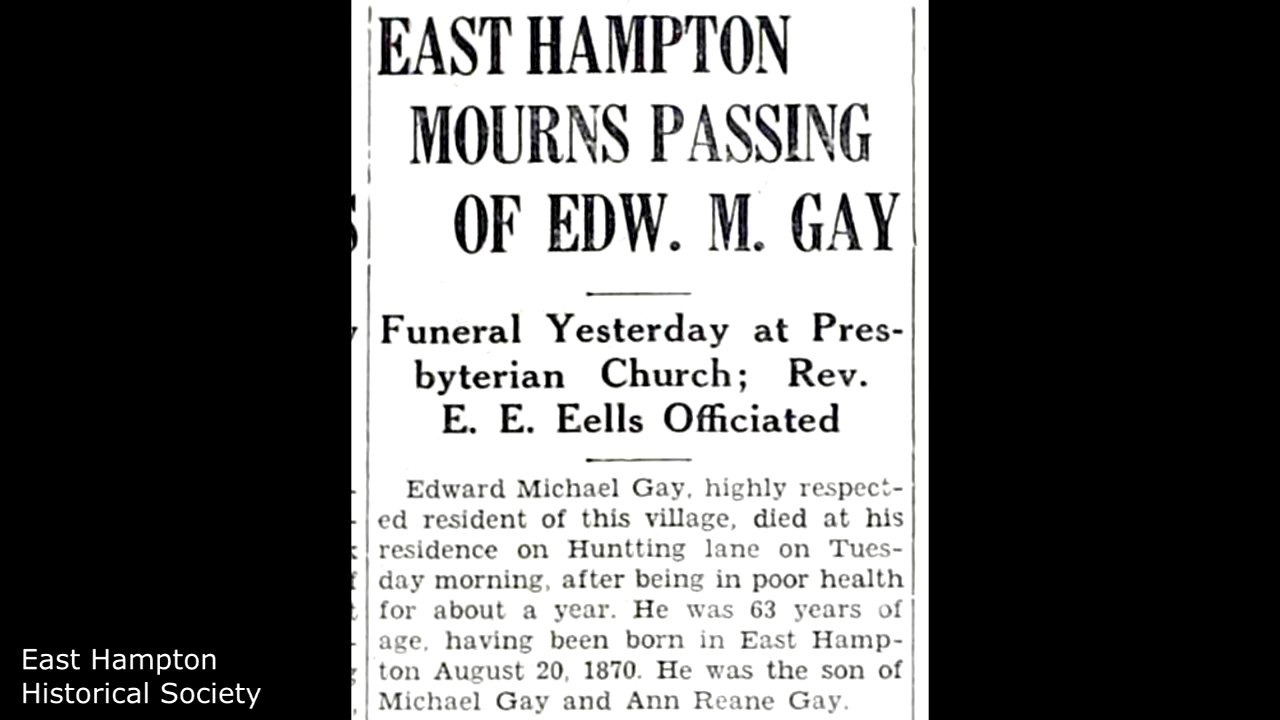 EAST HAMPTON
MOURNS PASSING
OF EDW. M. GAY
Funeral Yesterday at Pres-
byterian Church; Rev.
E. E. Eells Officiated
Edward Michael Gay, highly respect-
ed resident of this village, died at his
residence on Huntting lane on Tues-
day morning, after being in poor health
for about a year. He was 63 years of
age, having been born in East Hamp-
ton August 20, 1870. He was the son of
Michael Gay and Ann Reane Gay.
East Hampton
Historical Society